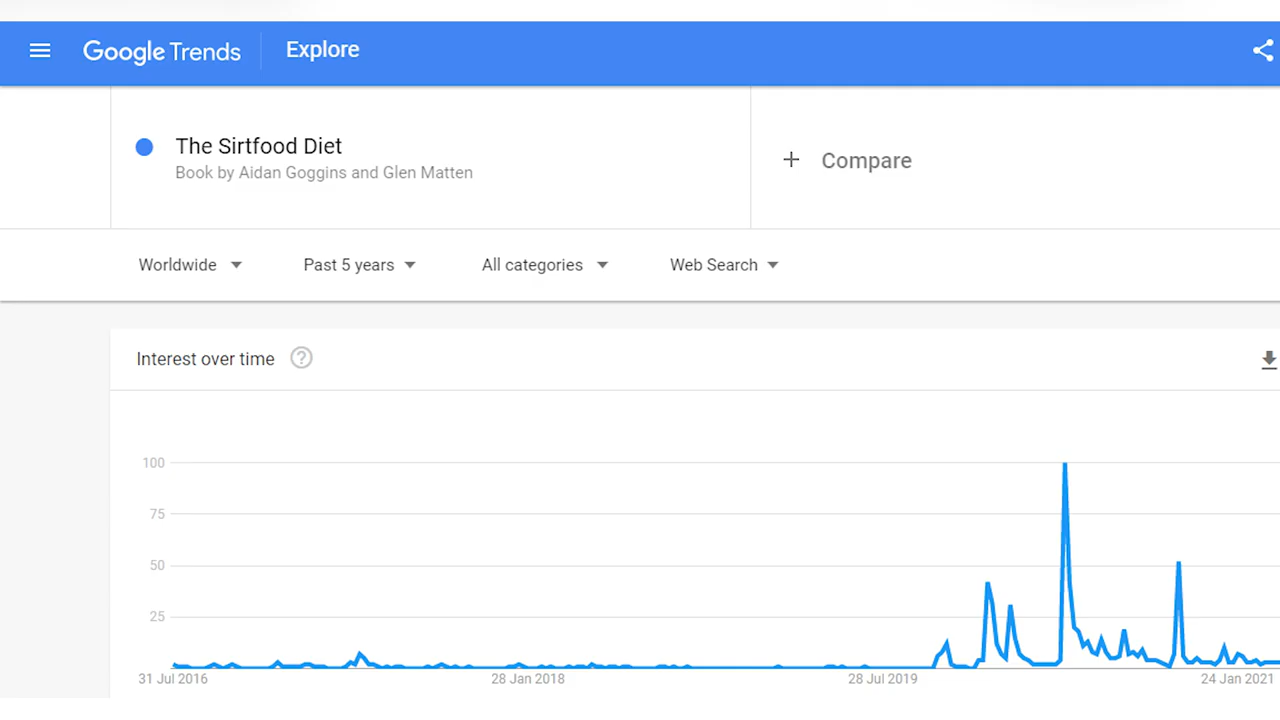 Google Trends Explore
The Sirtfood Diet
Book by Aidan Goggins and Glen Matten
+ Compare
Worldwide Past 5 years All categories Web Search
Interest over time ?
100
75
50
25
31 Jul 2016 28 Jan 2018 28 Jul 2019 24 Jan 2021